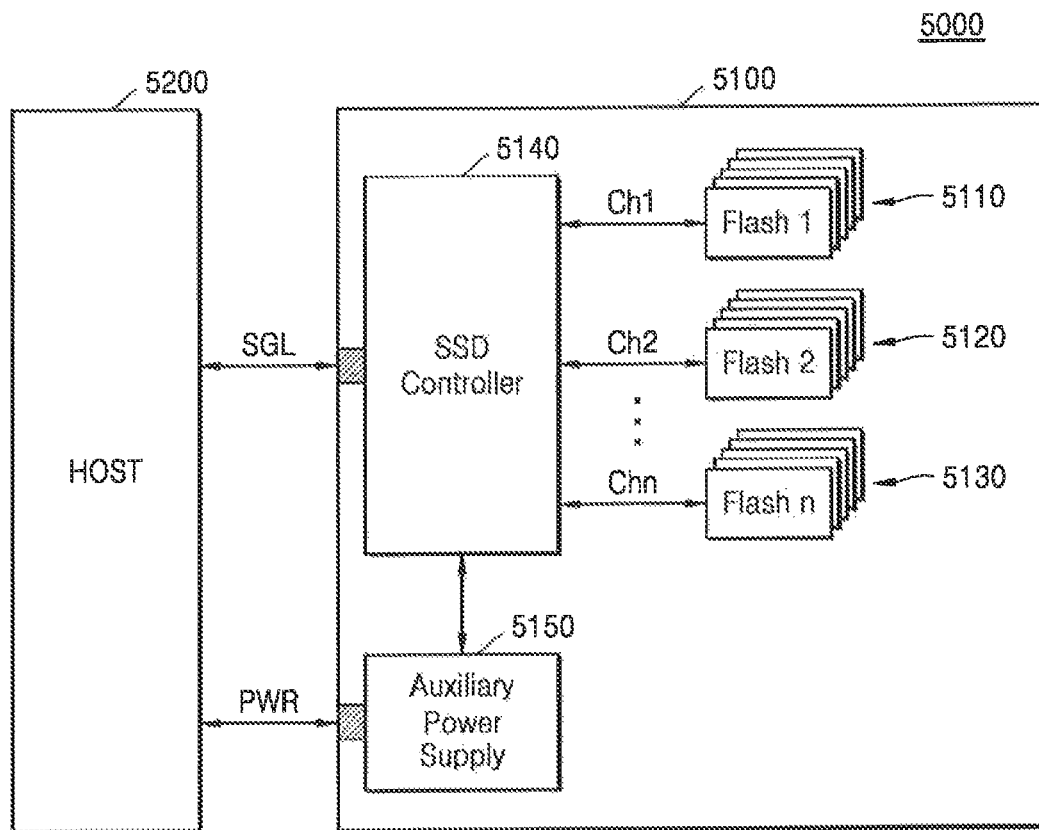 5000
5200
5100
5140
Ch1
Flash 1
5110
SGL
SSD
Controller
Ch2
Flash 2
5120
HOST
Chn
Flash n
5130
5150
PWR
Auxiliary
Power
Supply